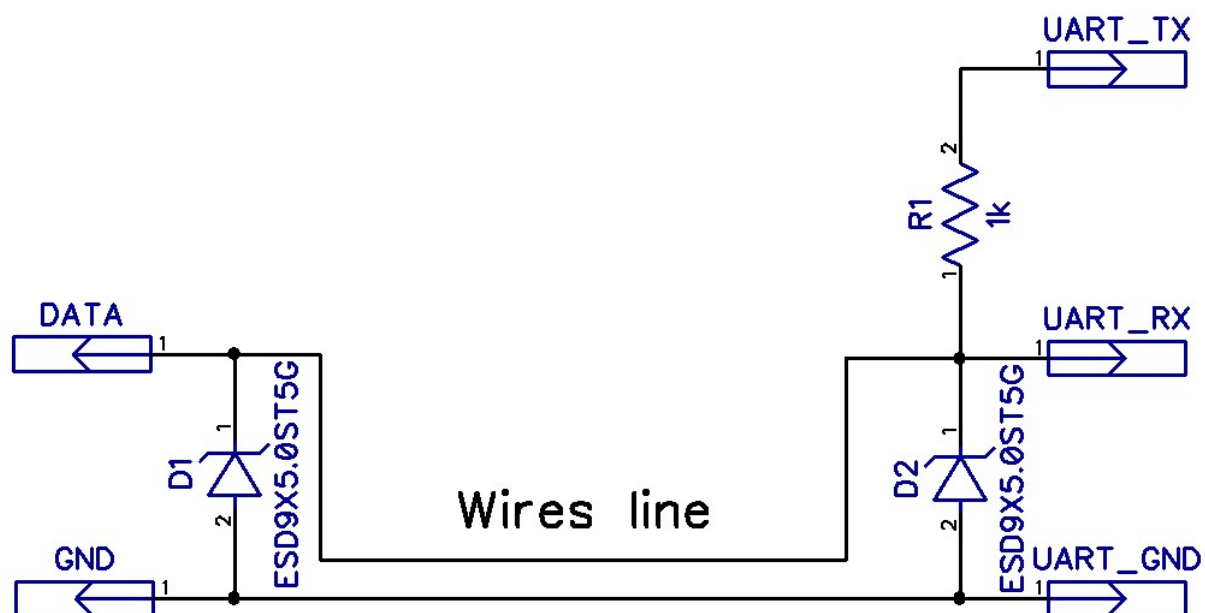 UART_TX
1
2
R1
1k
1
DATA
1
UART_RX
1
1
D1
2
ESD9X5.0ST5G
1
D2
2
ESD9X5.0ST5G
Wires line
GND
1
UART_GND
1